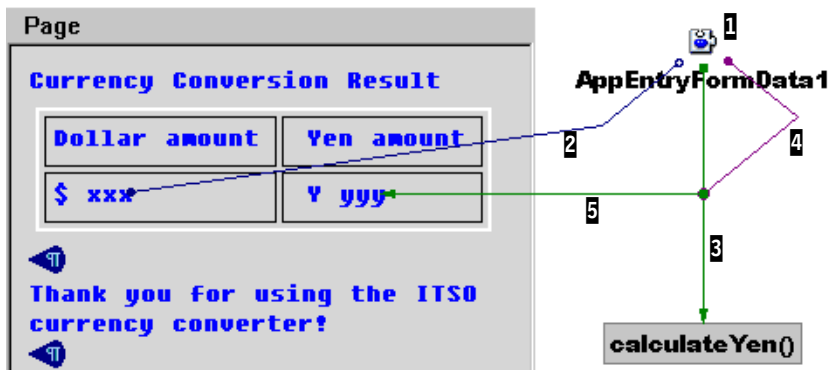 Page
1
Currency Conversion Result
AppEntryFormData1
Dollar amount
Yen amount
2
4
$ xxx
Y yyy
5
3
¶
Thank you for using the ITSO
currency converter!
calculateYen()
¶